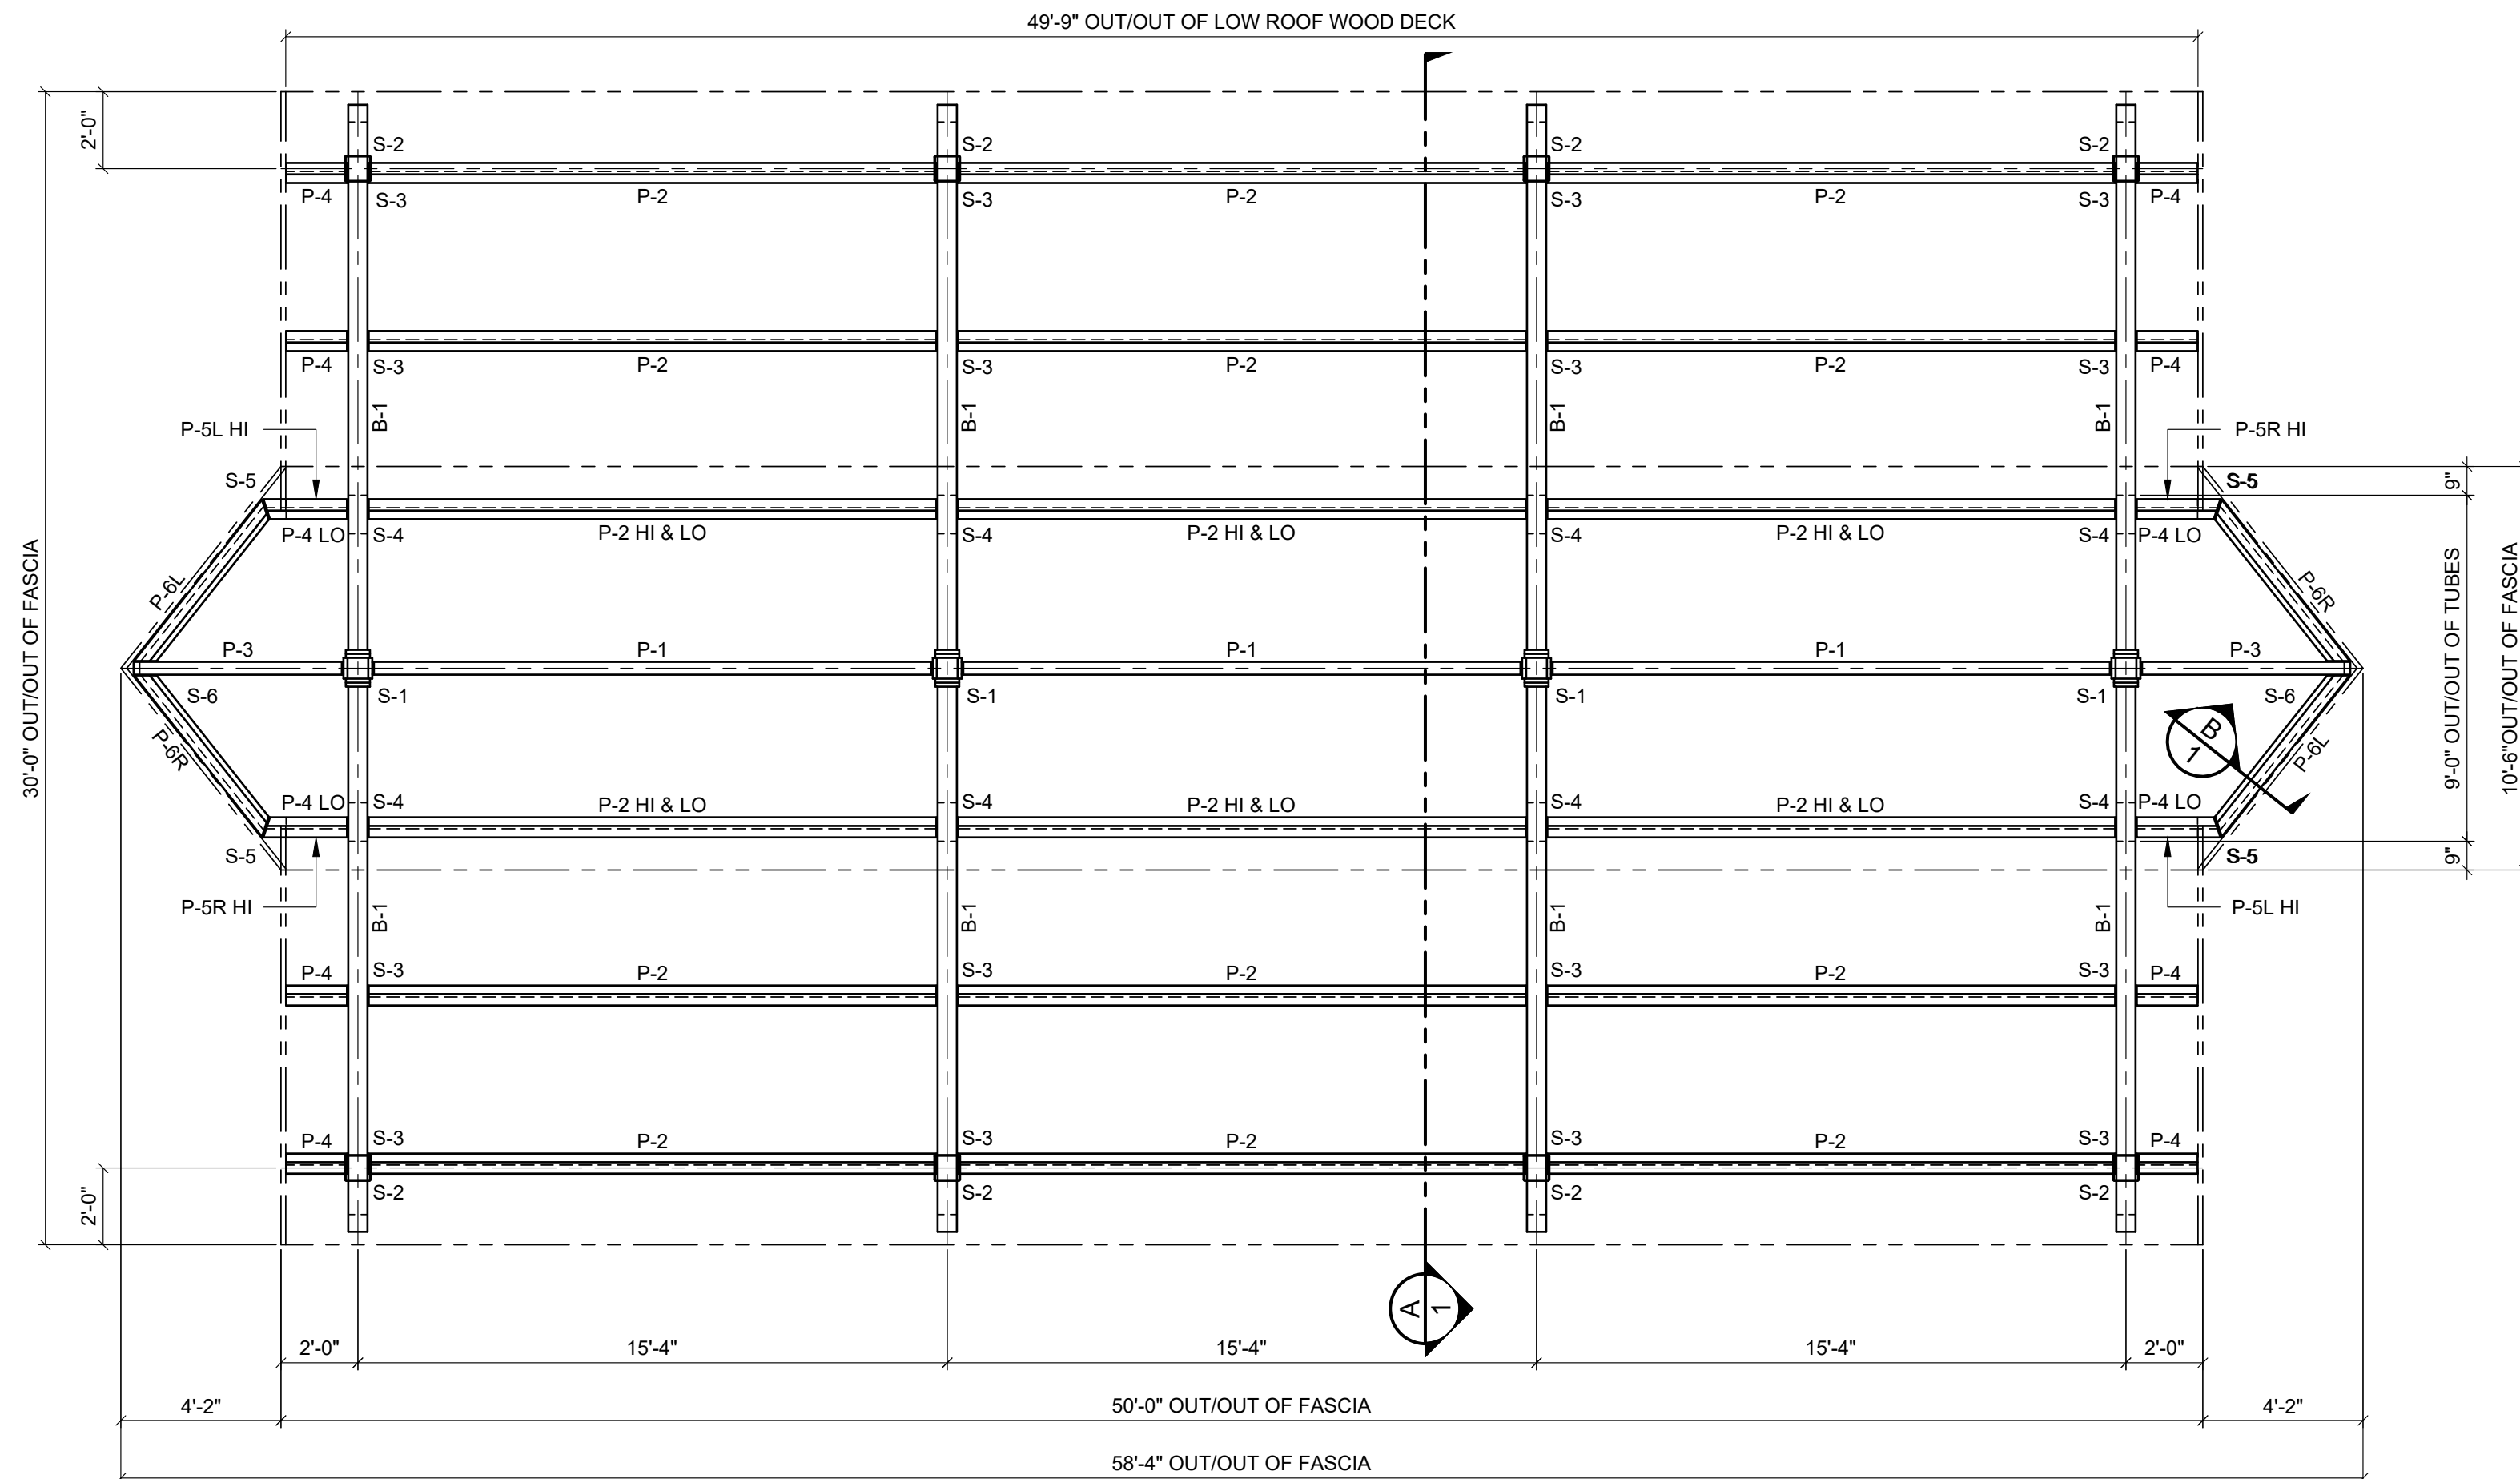 49'-9" OUT/OUT OF LOW ROOF WOOD DECK
2'-0"
S-2 S-2 S-2 S-2
P-4 S-3 P-2 S-3 P-2 S-3 P-2 S-3 P-4
P-4 S-3 P-2 S-3 P-2 S-3 P-2 S-3 P-4
B-1 B-1 B-1 B-1
P-5L HI P-5R HI
S-5 S-5
9"
P-4 LO S-4 P-2 HI & LO S-4 P-2 HI & LO S-4 P-2 HI & LO S-4 P-4 LO
P-6L P-6R
30'-0" OUT/OUT OF FASCIA
9'-0" OUT/OUT OF TUBES
10'-6"OUT/OUT OF FASCIA
P-3 P-1 P-1 P-1 P-3
S-6 S-1 S-1 S-1 S-1 S-6
B
1
P-6R P-6L
P-4 LO S-4 P-2 HI & LO S-4 P-2 HI & LO S-4 P-2 HI & LO S-4 P-4 LO
S-5 S-5
9"
P-5R HI P-5L HI
B-1 B-1 B-1 B-1
P-4 S-3 P-2 S-3 P-2 S-3 P-2 S-3 P-4
P-4 S-3 P-2 S-3 P-2 S-3 P-2 S-3 P-4
S-2 S-2 S-2 S-2
2'-0"
A
1
2'-0" 15'-4" 15'-4" 15'-4" 2'-0"
4'-2" 50'-0" OUT/OUT OF FASCIA 4'-2"
58'-4" OUT/OUT OF FASCIA